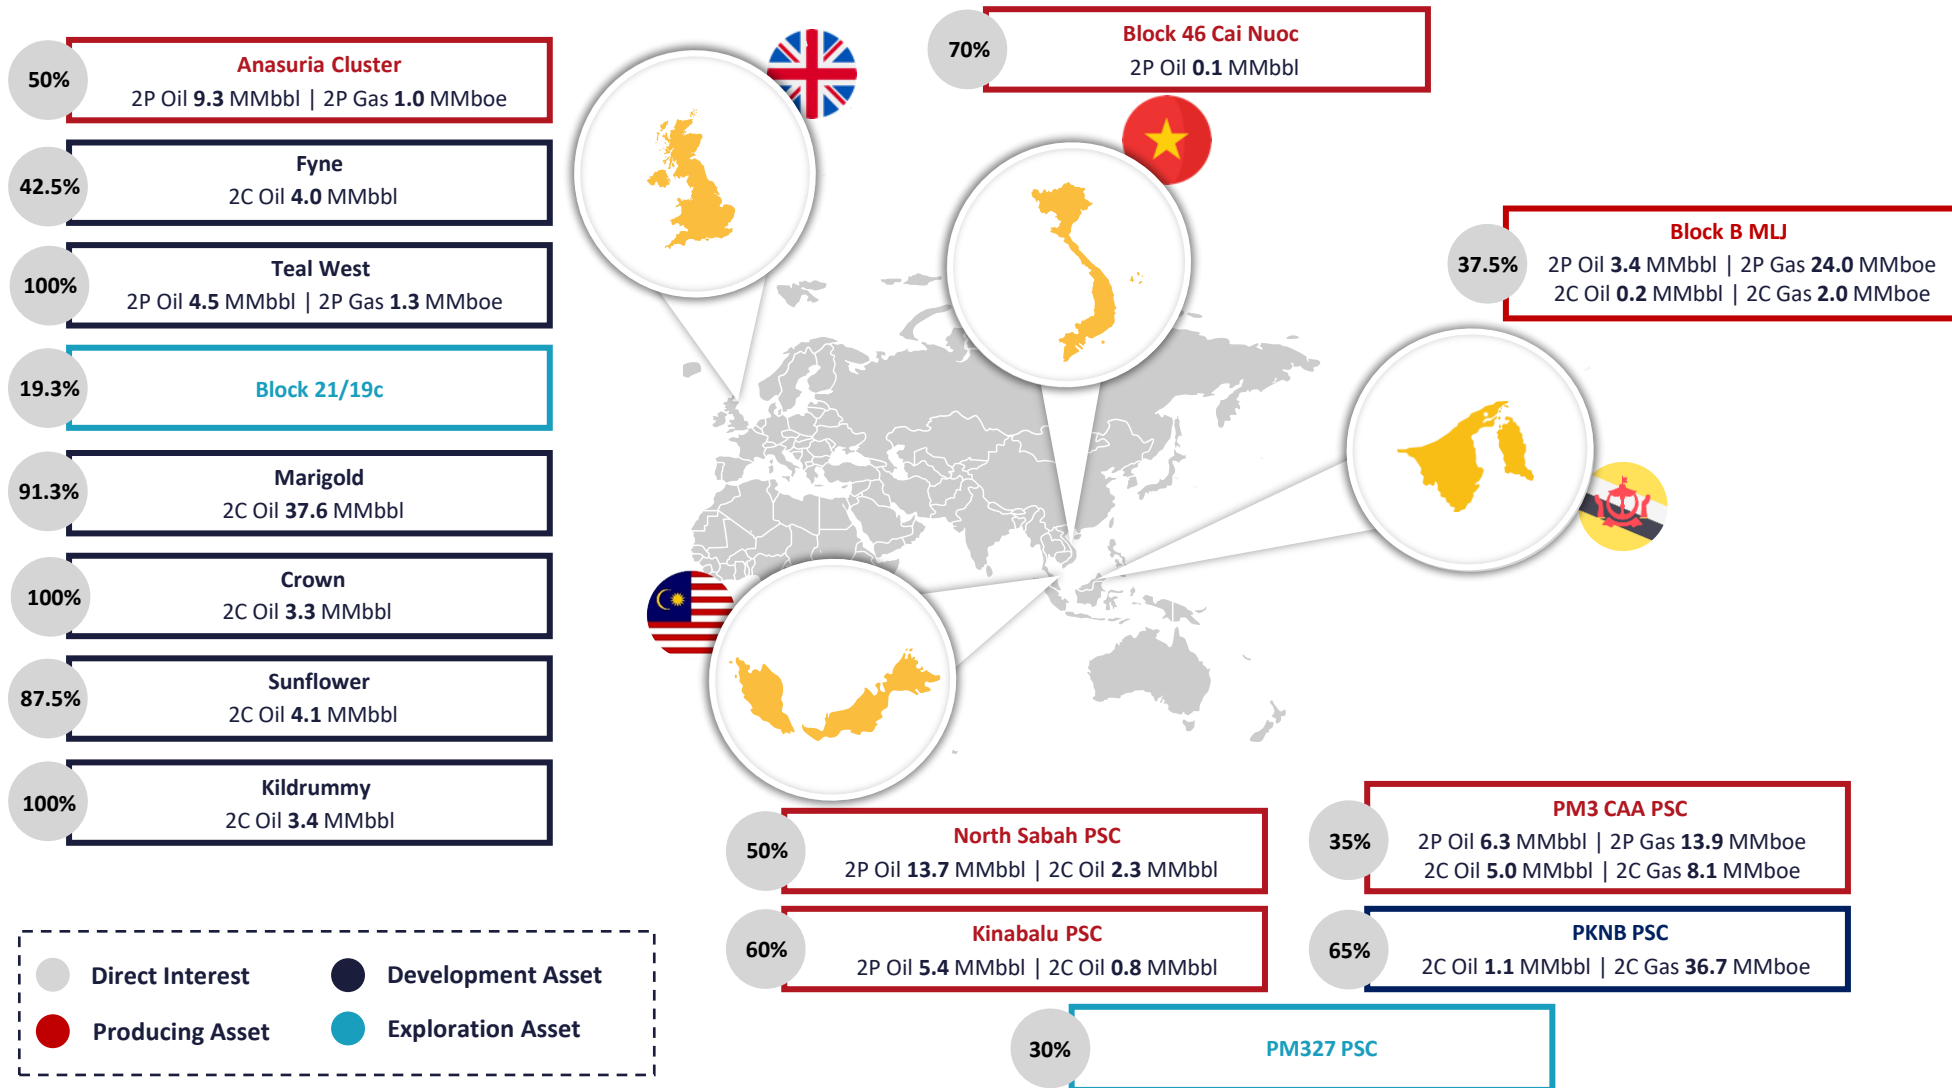 50%
Anasuria Cluster
2P Oil 9.3 MMbbl | 2P Gas 1.0 MMboe
42.5%
Fyne
2C Oil 4.0 MMbbl
100%
Teal West
2P Oil 4.5 MMbbl | 2P Gas 1.3 MMboe
19.3%
Block 21/19c
91.3%
Marigold
2C Oil 37.6 MMbbl
100%
Crown
2C Oil 3.3 MMbbl
87.5%
Sunflower
2C Oil 4.1 MMbbl
100%
Kildrummy
2C Oil 3.4 MMbbl
70%
Block 46 Cai Nuoc
2P Oil 0.1 MMbbl
37.5%
Block B MLJ
2P Oil 3.4 MMbbl | 2P Gas 24.0 MMboe
2C Oil 0.2 MMbbl | 2C Gas 2.0 MMboe
50%
North Sabah PSC
2P Oil 13.7 MMbbl | 2C Oil 2.3 MMbbl
35%
PM3 CAA PSC
2P Oil 6.3 MMbbl | 2P Gas 13.9 MMboe
2C Oil 5.0 MMbbl | 2C Gas 8.1 MMboe
60%
Kinabalu PSC
2P Oil 5.4 MMbbl | 2C Oil 0.8 MMbbl
65%
PKNB PSC
2C Oil 1.1 MMbbl | 2C Gas 36.7 MMboe
30%
PM327 PSC
Direct Interest
Development Asset
Producing Asset
Exploration Asset